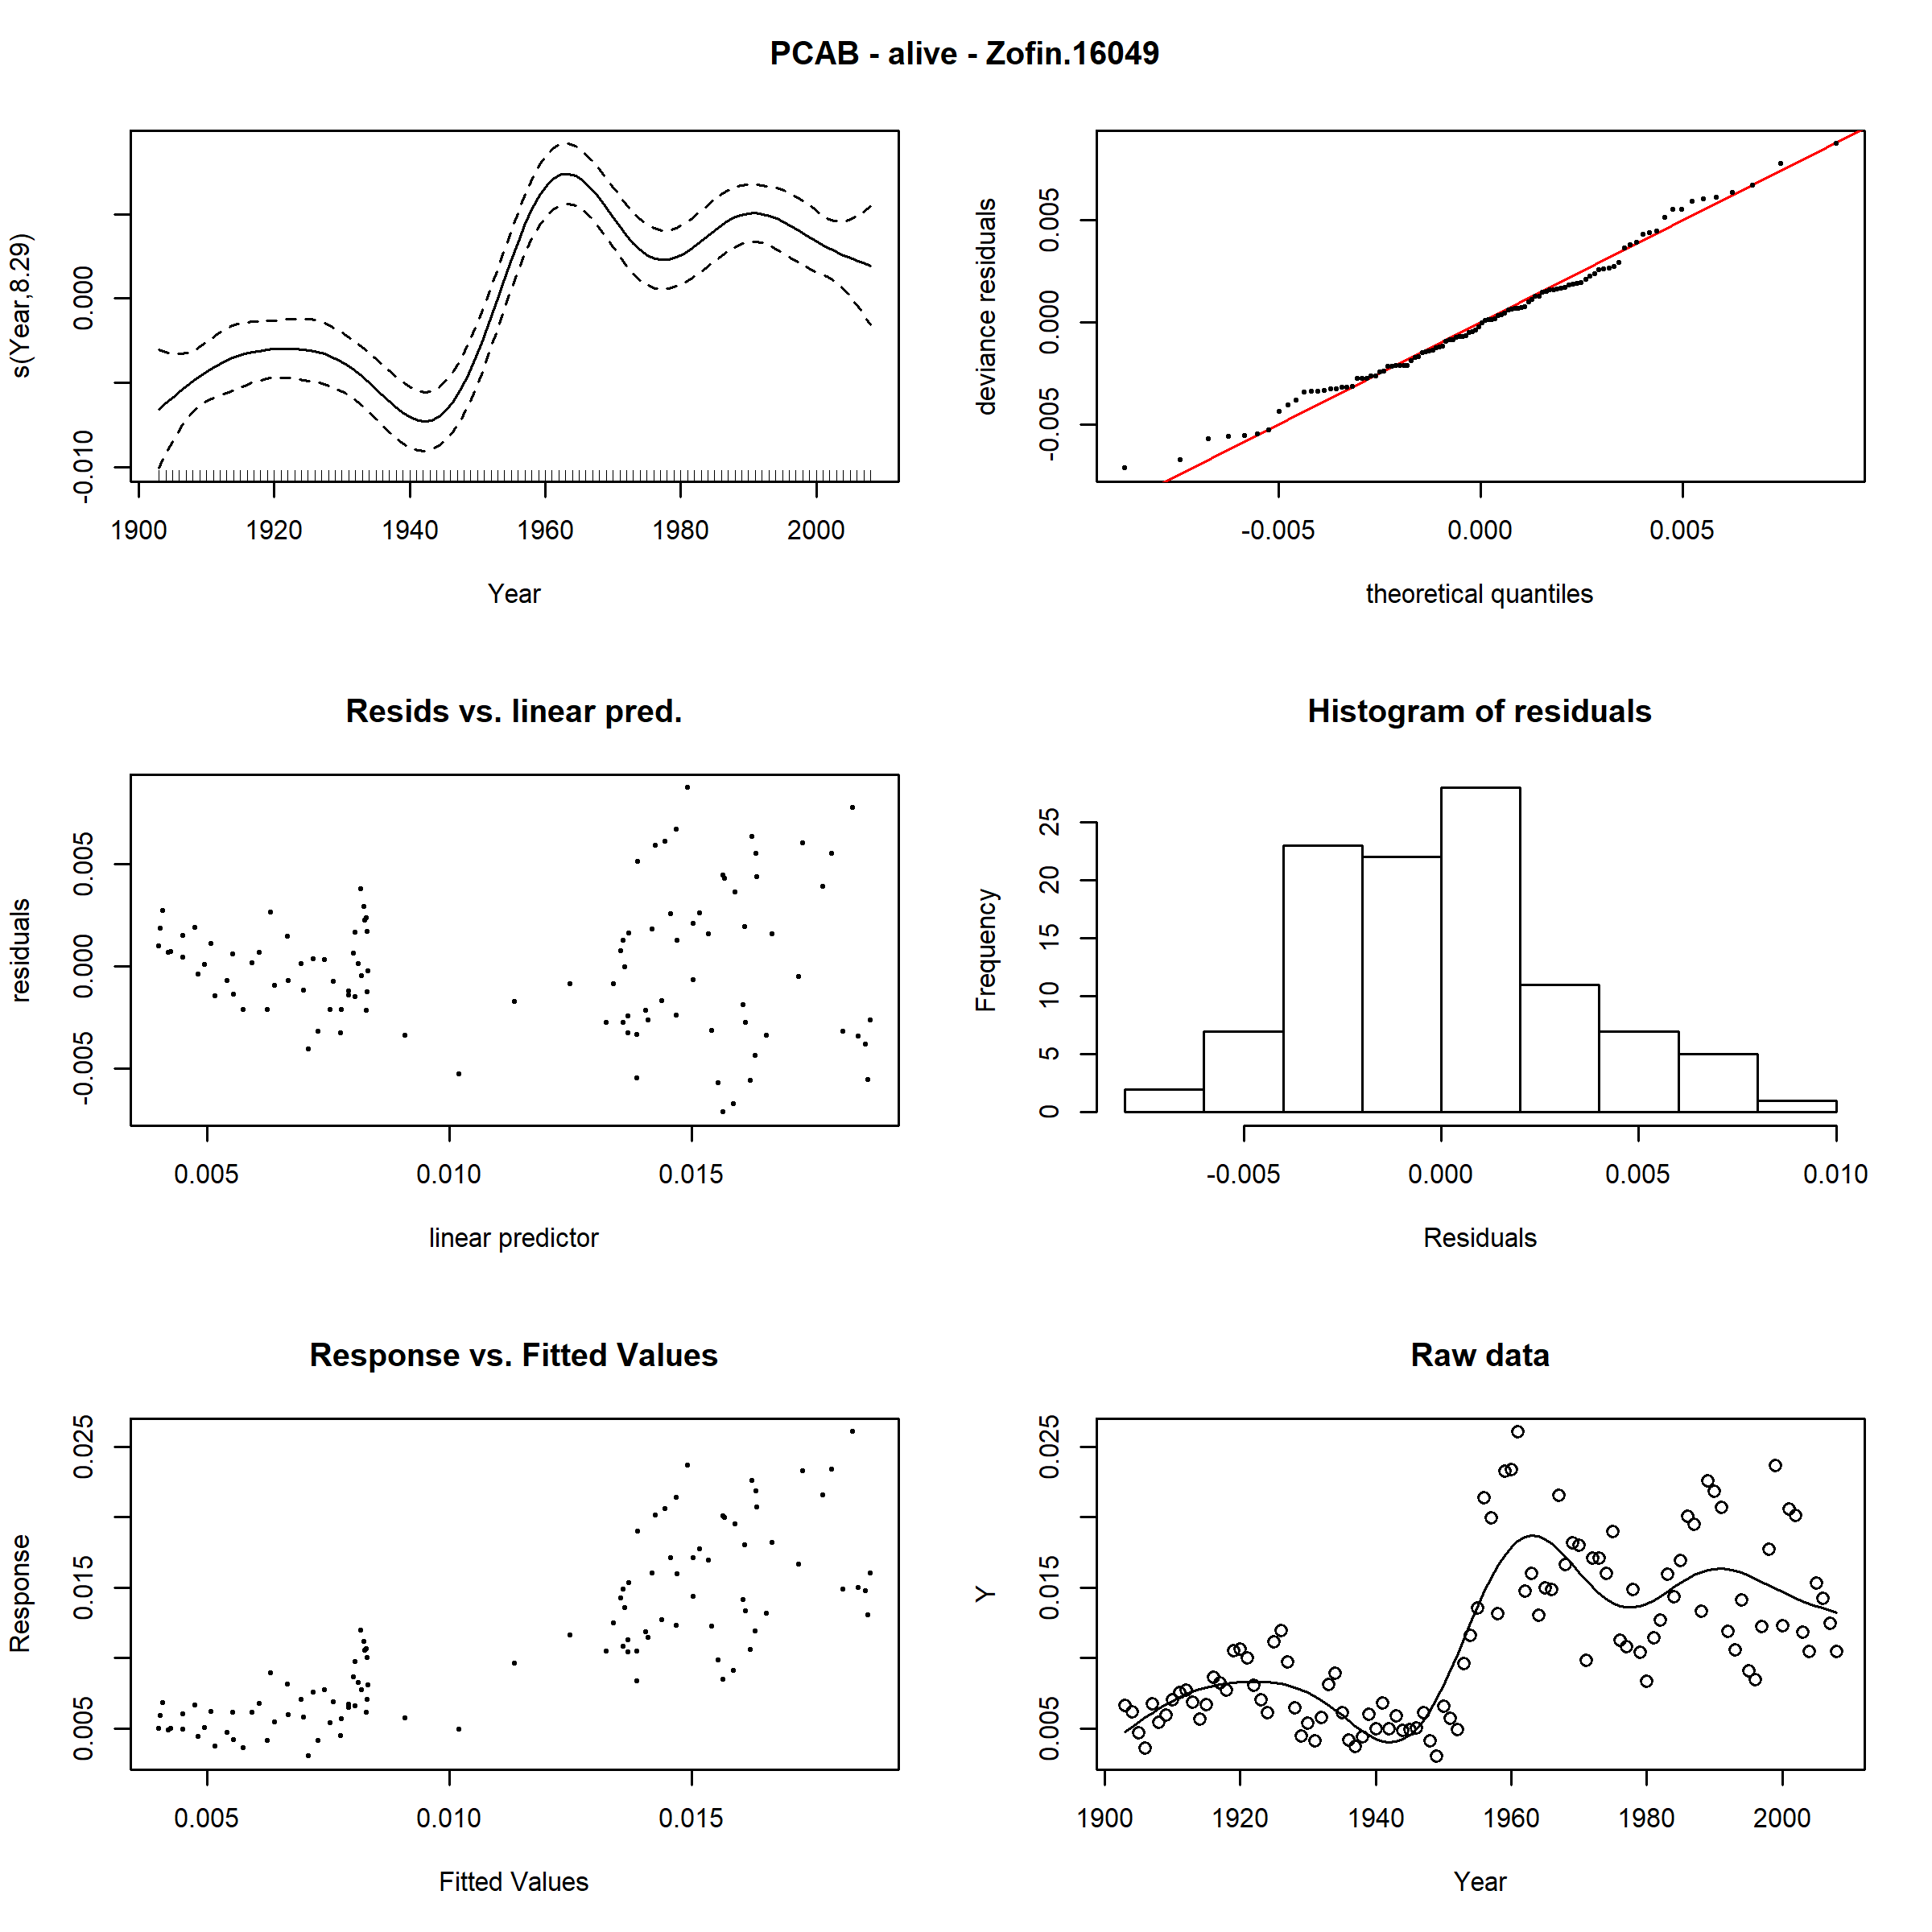 PCAB - alive - Zofin.16049
s(Year,8.29)
-0.010 0.000
1900 1920 1940 1960 1980 2000
Year
deviance residuals
-0.005 0.000 0.005
-0.005 0.000 0.005
theoretical quantiles
Resids vs. linear pred.
residuals
-0.005 0.000 0.005
0.005 0.010 0.015
linear predictor
Histogram of residuals
Frequency
0 5 10 15 20 25
-0.005 0.000 0.005 0.010
Residuals
Response vs. Fitted Values
Response
0.005 0.015 0.025
0.005 0.010 0.015
Fitted Values
Raw data
Y
0.005 0.015 0.025
1900 1920 1940 1960 1980 2000
Year